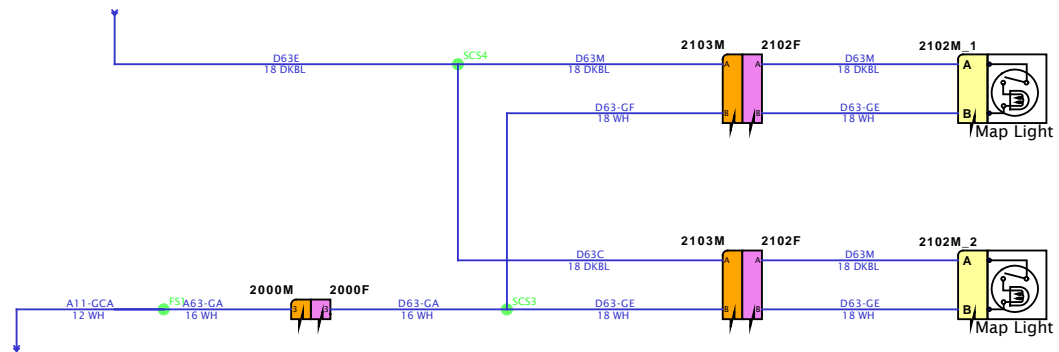 2103M 2102F 2102M_1
D63E SCS4 D63M D63M
18 DKBL 18 DKBL A A 18 DKBL A
D63-GF D63-GE
18 WH B B 18 WH B
Map Light
2103M 2102F 2102M_2
D63C D63M
18 DKBL A A 18 DKBL A
2000M 2000F
A11-GCA FS1 A63-GA D63-GA SCS3 D63-GE D63-GE
12 WH 16 WH 3 3 16 WH 18 WH B B 18 WH B
Map Light